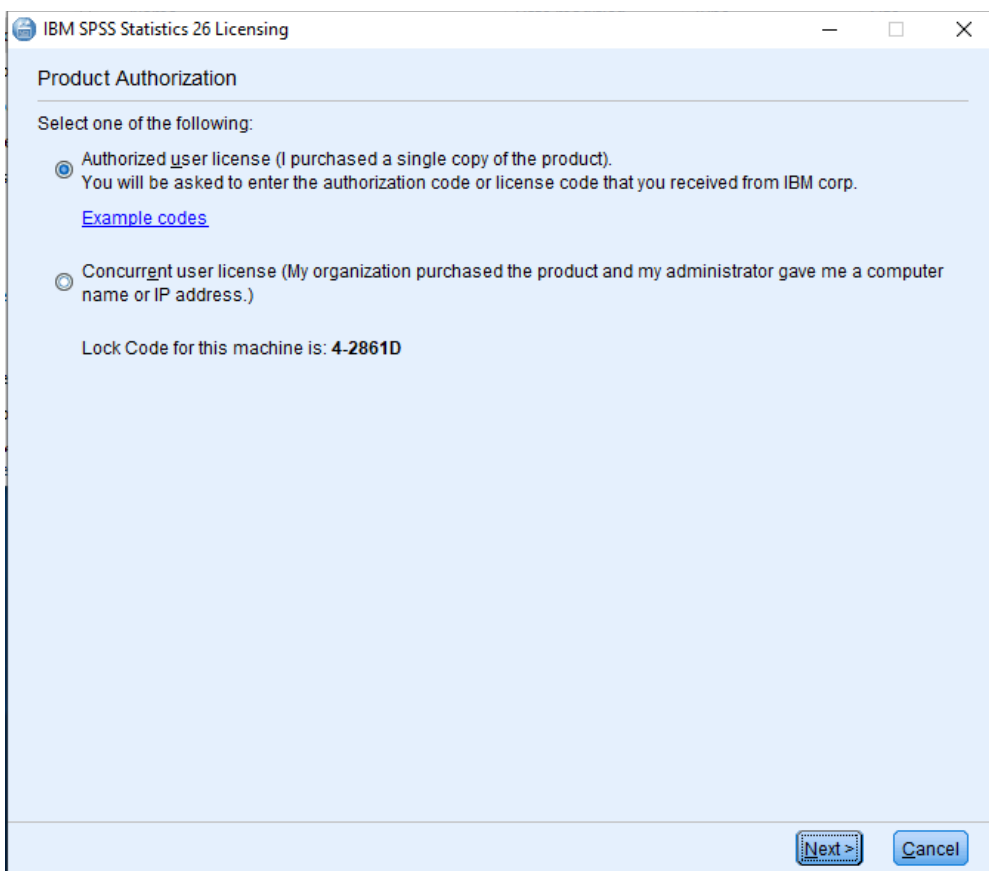 IBM SPSS Statistics 26 Licensing
Product Authorization
Select one of the following:
Authorized user license (I purchased a single copy of the product).
You will be asked to enter the authorization code or license code that you received from IBM corp.
Example codes
Concurrent user license (My organization purchased the product and my administrator gave me a computer
name or IP address.)
Lock Code for this machine is: 4-2861D
Next >
Cancel